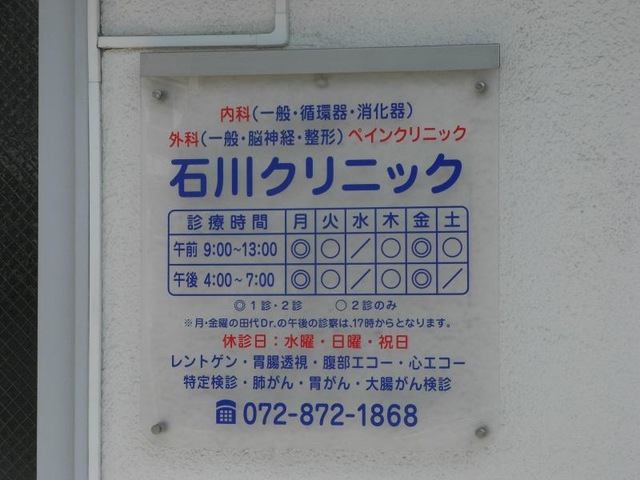 内科(一般・循環器・消化器)
外科(一般・脳神経・整形)ペインクリニック
石川クリニック
診療時間 月 火 水 木 金 土
午前 9:00~13:00 ◎ ○ / ○ ◎ ○
午後 4:00~7:00 ◎ ○ / ○ ◎ /
◎1診・2診 ○2診のみ
※月・金曜の田代Dr.の午後の診察は、17時からとなります。
休診日:水曜・日曜・祝日
レントゲン・胃腸透視・腹部エコー・心エコー
特定検診・肺がん・胃がん・大腸がん検診
☎072-872-1868